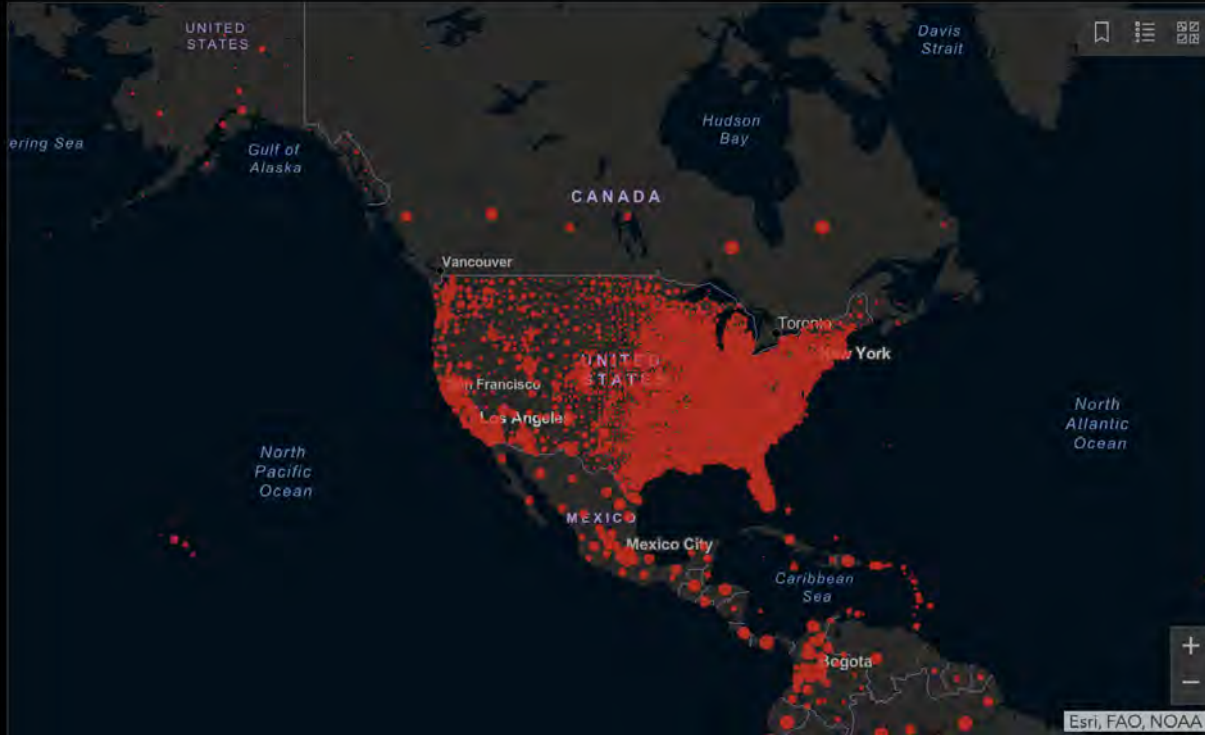 UNITED
STATES
Davis
Strait
ering Sea
Gulf of
Alaska
Hudson
Bay
CANADA
Vancouver
Toronto
New York
UNITED
STATES
San Francisco
Los Angeles
North
Pacific
Ocean
North
Atlantic
Ocean
MEXICO
Mexico City
Caribbean
Sea
Bogota
+
−
Esri, FAO, NOAA